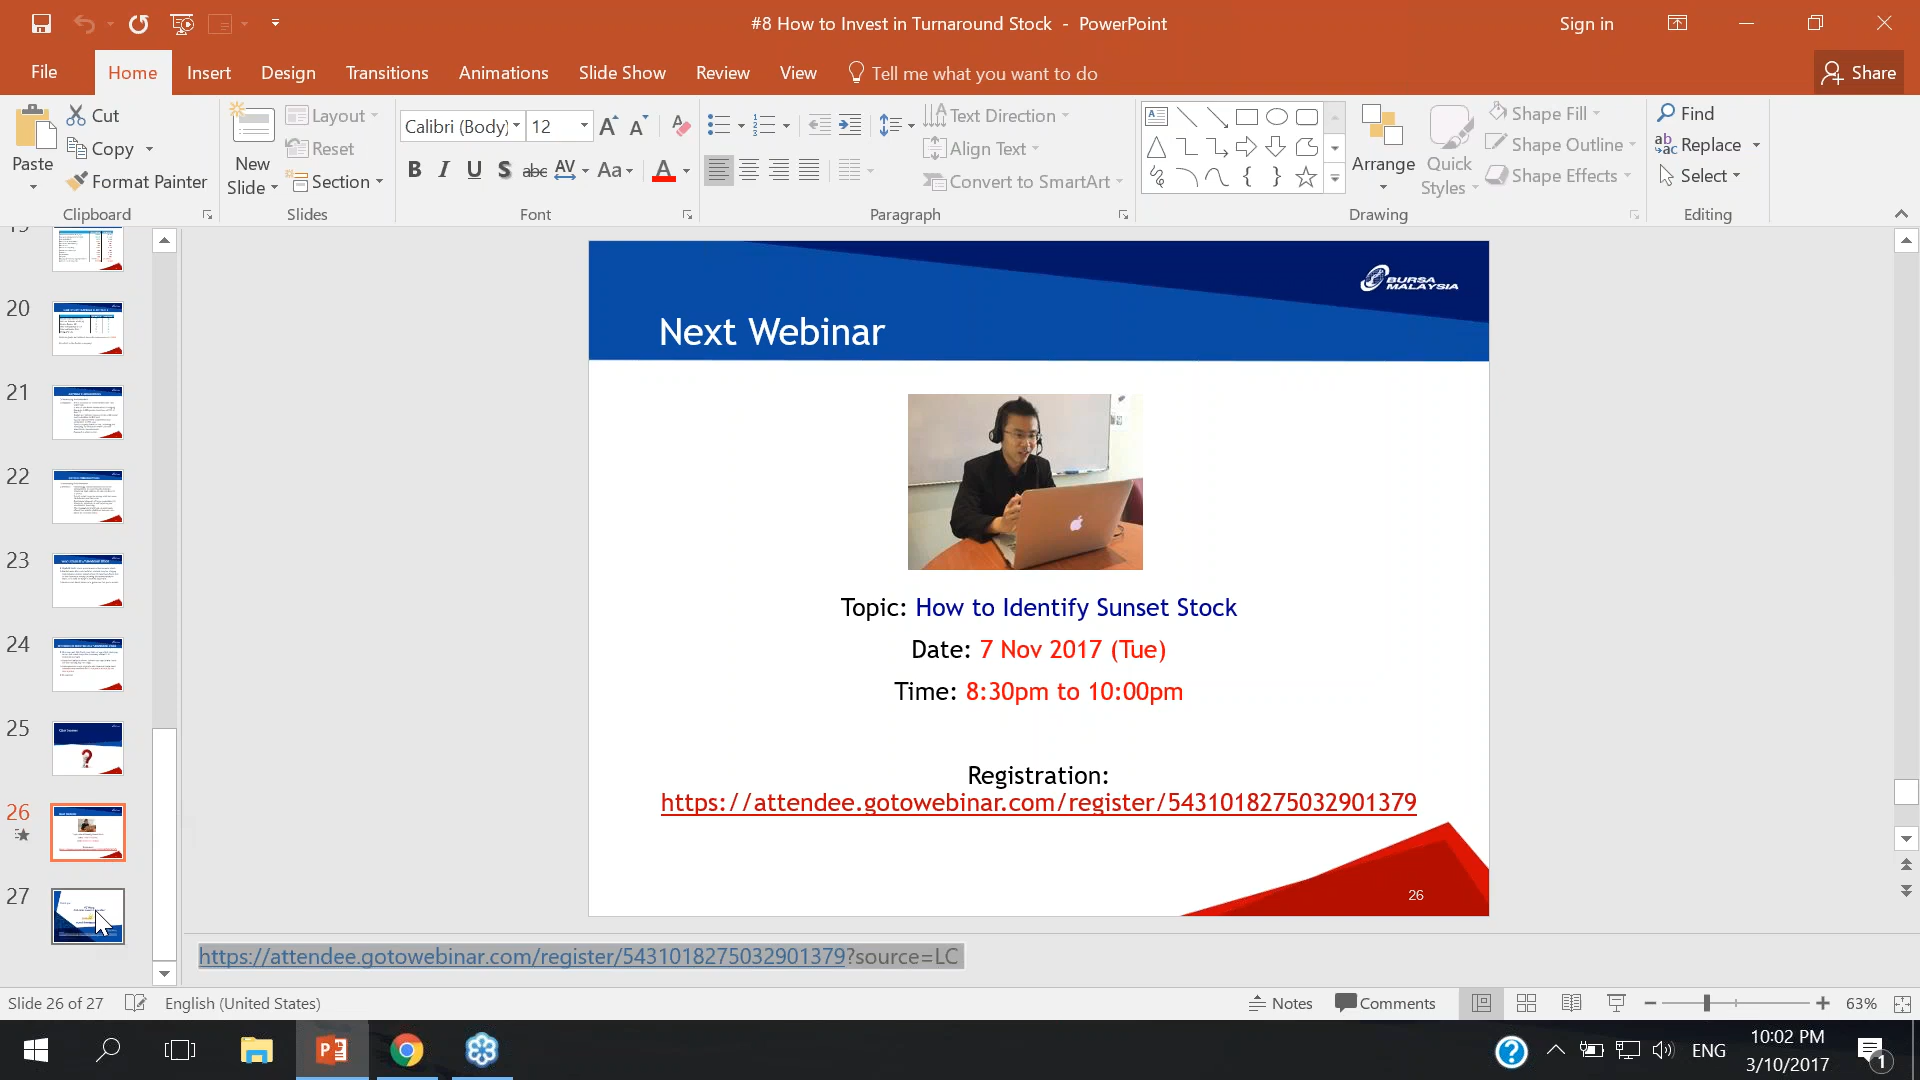 #8 How to Invest in Turnaround Stock - PowerPoint
Sign in
File
Home
Insert
Design
Transitions
Animations
Slide Show
Review
View
Tell me what you want to do
Share
Paste
Cut
Copy
Format Painter
Clipboard
New
Slide
Layout
Reset
Section
Slides
Calibri (Body)
12
B I U S abc AV Aa A
Font
Text Direction
Align Text
Convert to SmartArt
Paragraph
Arrange
Quick
Styles
Shape Fill
Shape Outline
Shape Effects
Drawing
Find
Replace
Select
Editing
20
21
22
23
24
25
26
27
BURSA
MALAYSIA
Next Webinar
Topic: How to Identify Sunset Stock
Date: 7 Nov 2017 (Tue)
Time: 8:30pm to 10:00pm
Registration:
https://attendee.gotowebinar.com/register/5431018275032901379
26
https://attendee.gotowebinar.com/register/5431018275032901379?source=LC
Slide 26 of 27
English (United States)
Notes
Comments
63%
ENG
10:02 PM
3/10/2017
1